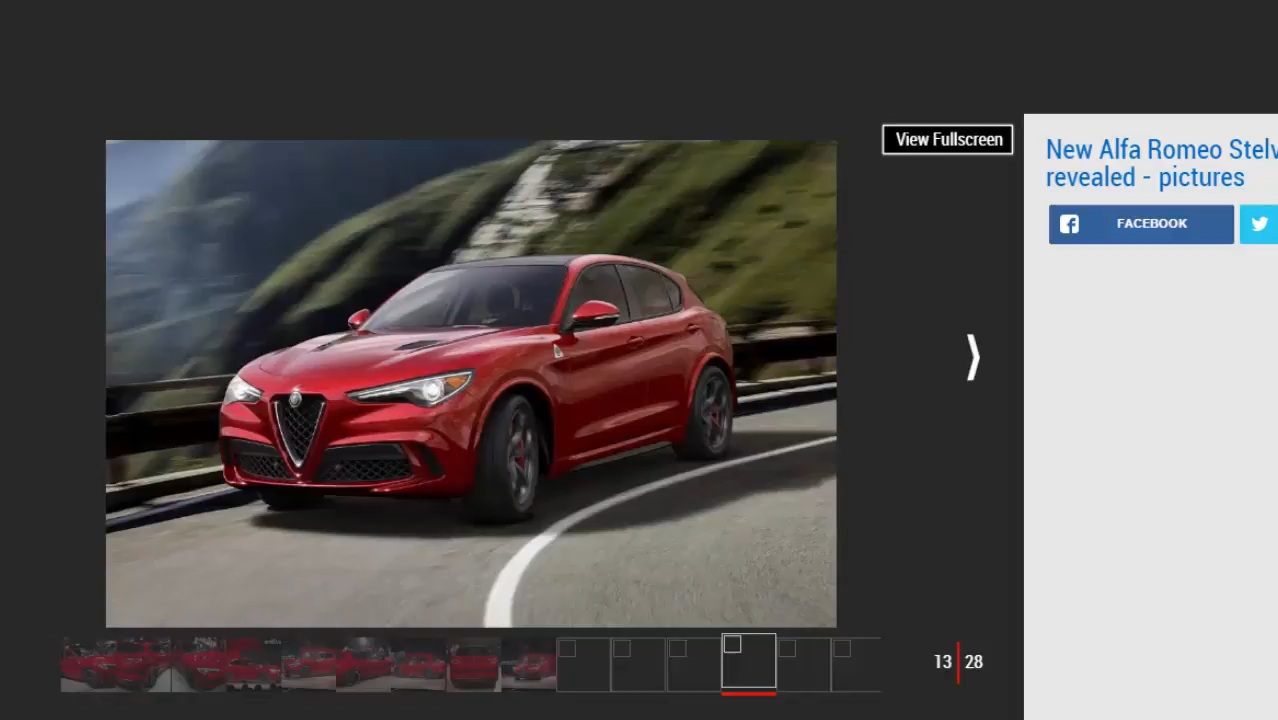 View Fullscreen
New Alfa Romeo Stelv
revealed - pictures
FACEBOOK
13 28